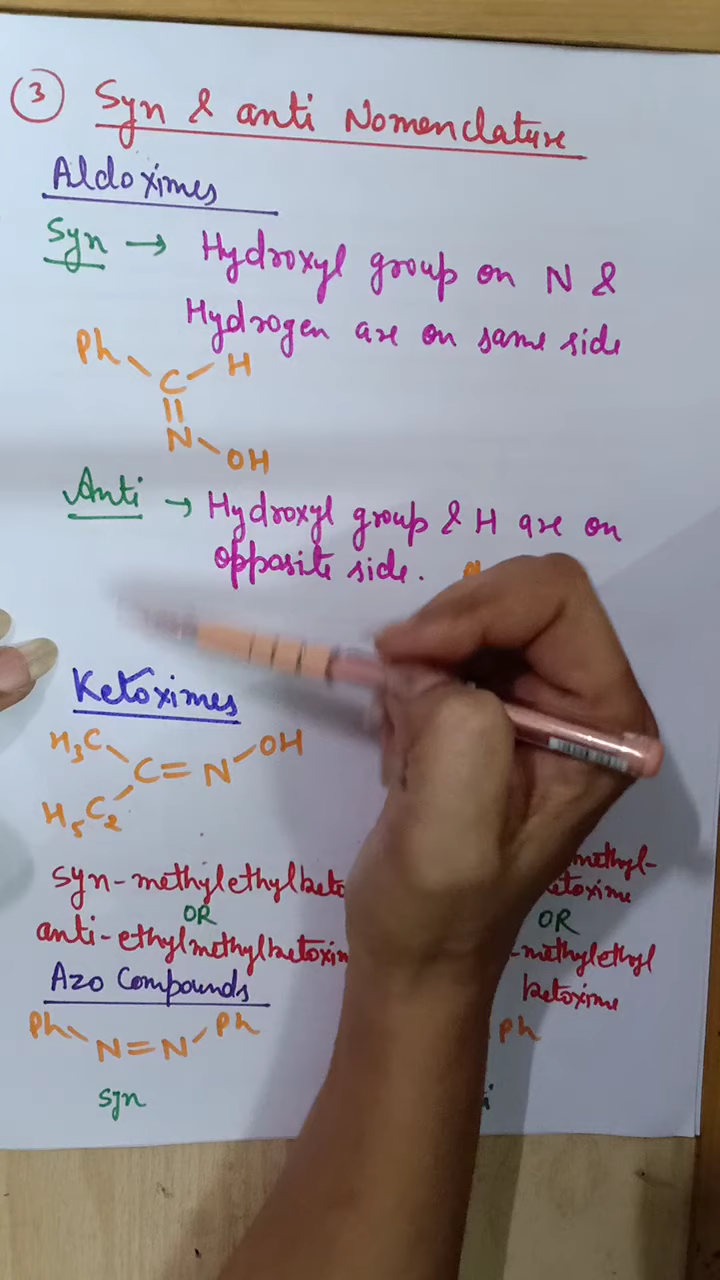 ③ Syn & anti Nomenclature
Aldoximes
Syn → Hydroxyl group on N &
Hydrogen are on same side
Ph H
C
||
N
OH
Anti → Hydroxyl group & H are on
opposite side.
Ketoximes
H₃C OH
C=N
H₅C₂
syn-methylethylketo methyl-
OR OR
anti-ethylmethylketoxim -methylethyl
ketoxime
Azo Compounds
Ph N=N Ph Ph
syn